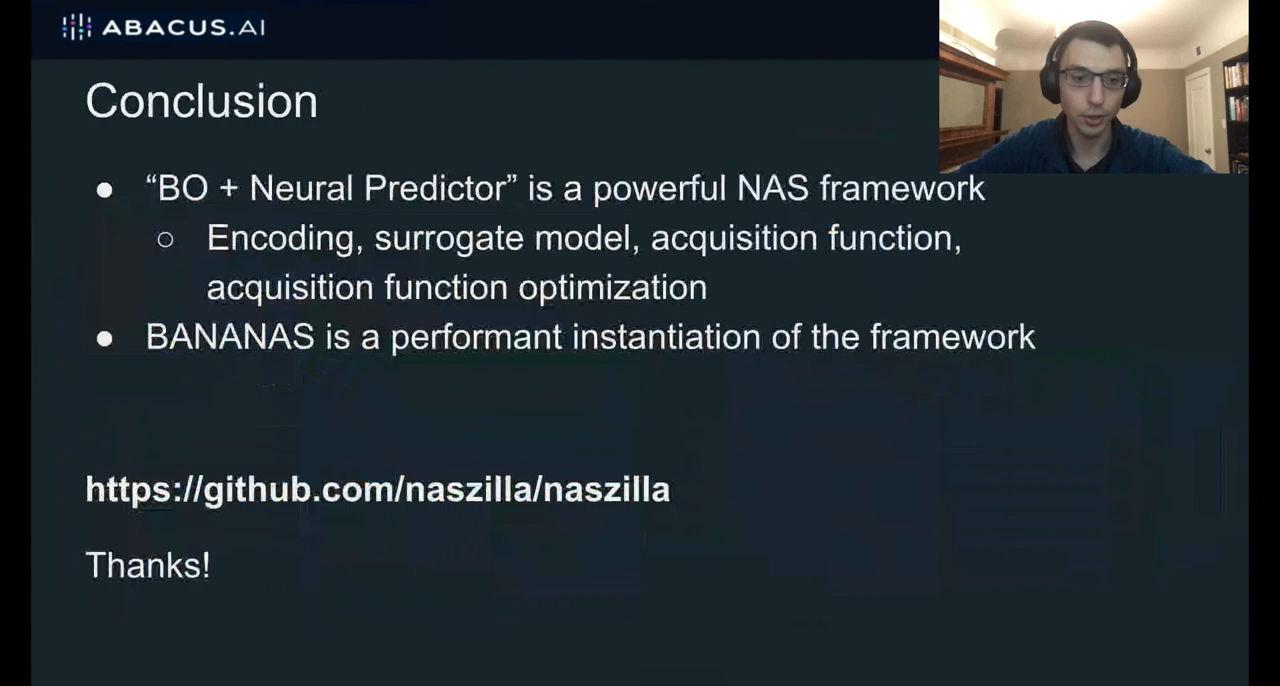 ABACUS.AI
Conclusion
● “BO + Neural Predictor” is a powerful NAS framework
○ Encoding, surrogate model, acquisition function,
acquisition function optimization
● BANANAS is a performant instantiation of the framework
https://github.com/naszilla/naszilla
Thanks!